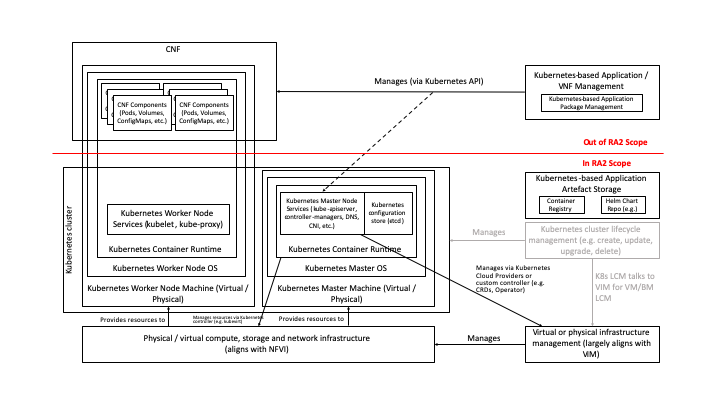 CNF
CNF Components
(Pods, Volumes,
ConfigMaps, etc.)
CNF Components
(Pods, Volumes,
ConfigMaps, etc.)
Manages (via Kubernetes API)
Kubernetes-based Application /
VNF Management
Kubernetes-based Application
Package Management
Out of RA2 Scope
In RA2 Scope
Kubernetes cluster
Kubernetes Worker Node
Services (kubelet, kube-proxy)
Kubernetes Container Runtime
Kubernetes Worker Node OS
Kubernetes Worker Node Machine (Virtual /
Physical)
Kubernetes Master Node
Services (kube-apiserver,
controller-managers, DNS,
CNI, etc.)
Kubernetes
configuration
store (etcd)
Kubernetes Container Runtime
Kubernetes Master OS
Kubernetes Master Machine (Virtual /
Physical)
Kubernetes-based Application
Artefact Storage
Container
Registry
Helm Chart
Repo (e.g.)
Manages
Kubernetes cluster lifecycle
management (e.g. create, update,
upgrade, delete)
Manages via Kubernetes
Cloud Providers or
custom controller (e.g.
CRDs, Operator)
K8s LCM talks to
VIM for VM/BM
LCM
Provides resources to
Manages resources via Kubernetes
controller (e.g. kubevirt)
Provides resources to
Physical / virtual compute, storage and network infrastructure
(aligns with NFVI)
Manages
Virtual or physical infrastructure
management (largely aligns with
VIM)